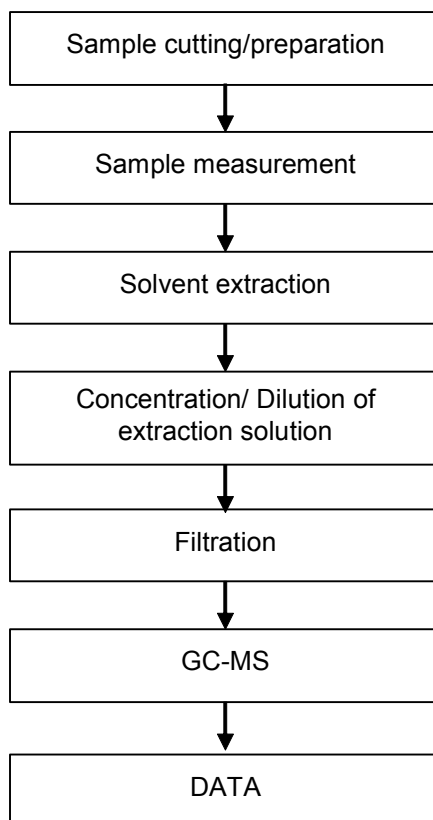 Sample cutting/preparation
Sample measurement
Solvent extraction
Concentration/ Dilution of
extraction solution
Filtration
GC-MS
DATA